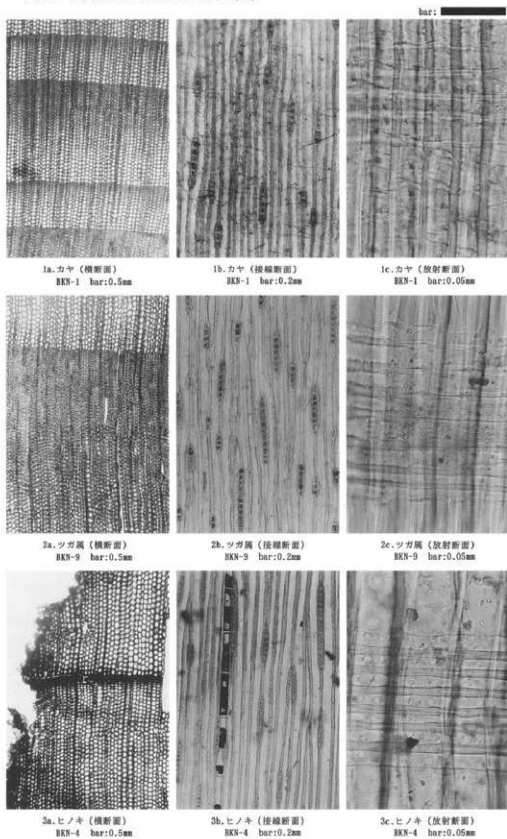 bar:
1a.カヤ（横断面）
BKN-1 bar:0.5mm
1b.カヤ（接線断面）
BKN-1 bar:0.2mm
1c.カヤ（放射断面）
BKN-1 bar:0.05mm
2a.ツガ属（横断面）
BKN-9 bar:0.5mm
2b.ツガ属（接線断面）
BKN-9 bar:0.2mm
2c.ツガ属（放射断面）
BKN-9 bar:0.05mm
3a.ヒノキ（横断面）
BKN-4 bar:0.5mm
3b.ヒノキ（接線断面）
BKN-4 bar:0.2mm
3c.ヒノキ（放射断面）
BKN-4 bar:0.05mm